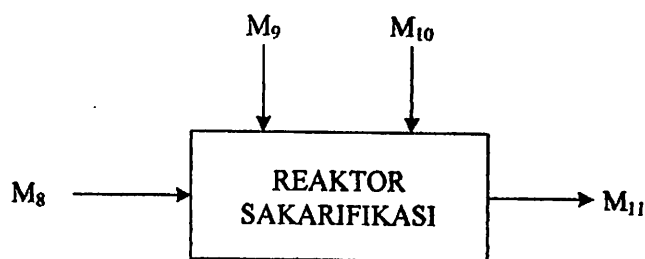 M₉
M₁₀
REAKTOR
SAKARIFIKASI
M₈
M₁₁